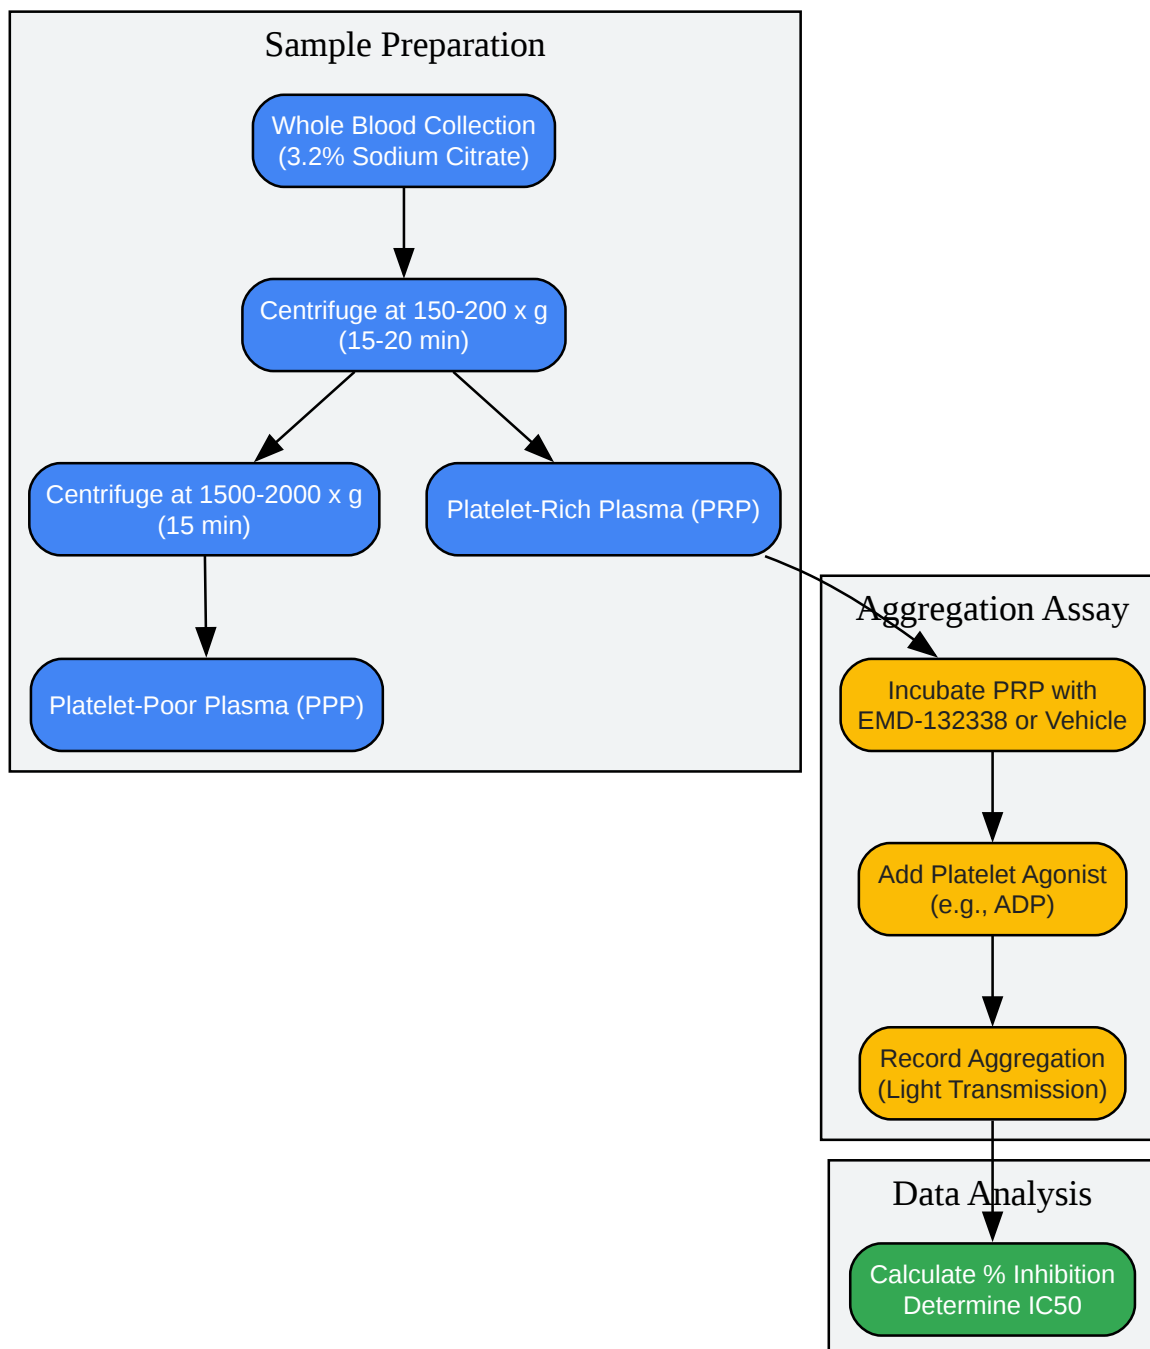 Sample Preparation
Whole Blood Collection
(3.2% Sodium Citrate)
Centrifuge at 150-200 x g
(15-20 min)
Centrifuge at 1500-2000 x g
(15 min)
Platelet-Rich Plasma (PRP)
Platelet-Poor Plasma (PPP)
Aggregation Assay
Incubate PRP with
EMD-132338 or Vehicle
Add Platelet Agonist
(e.g., ADP)
Record Aggregation
(Light Transmission)
Data Analysis
Calculate % Inhibition
Determine IC50